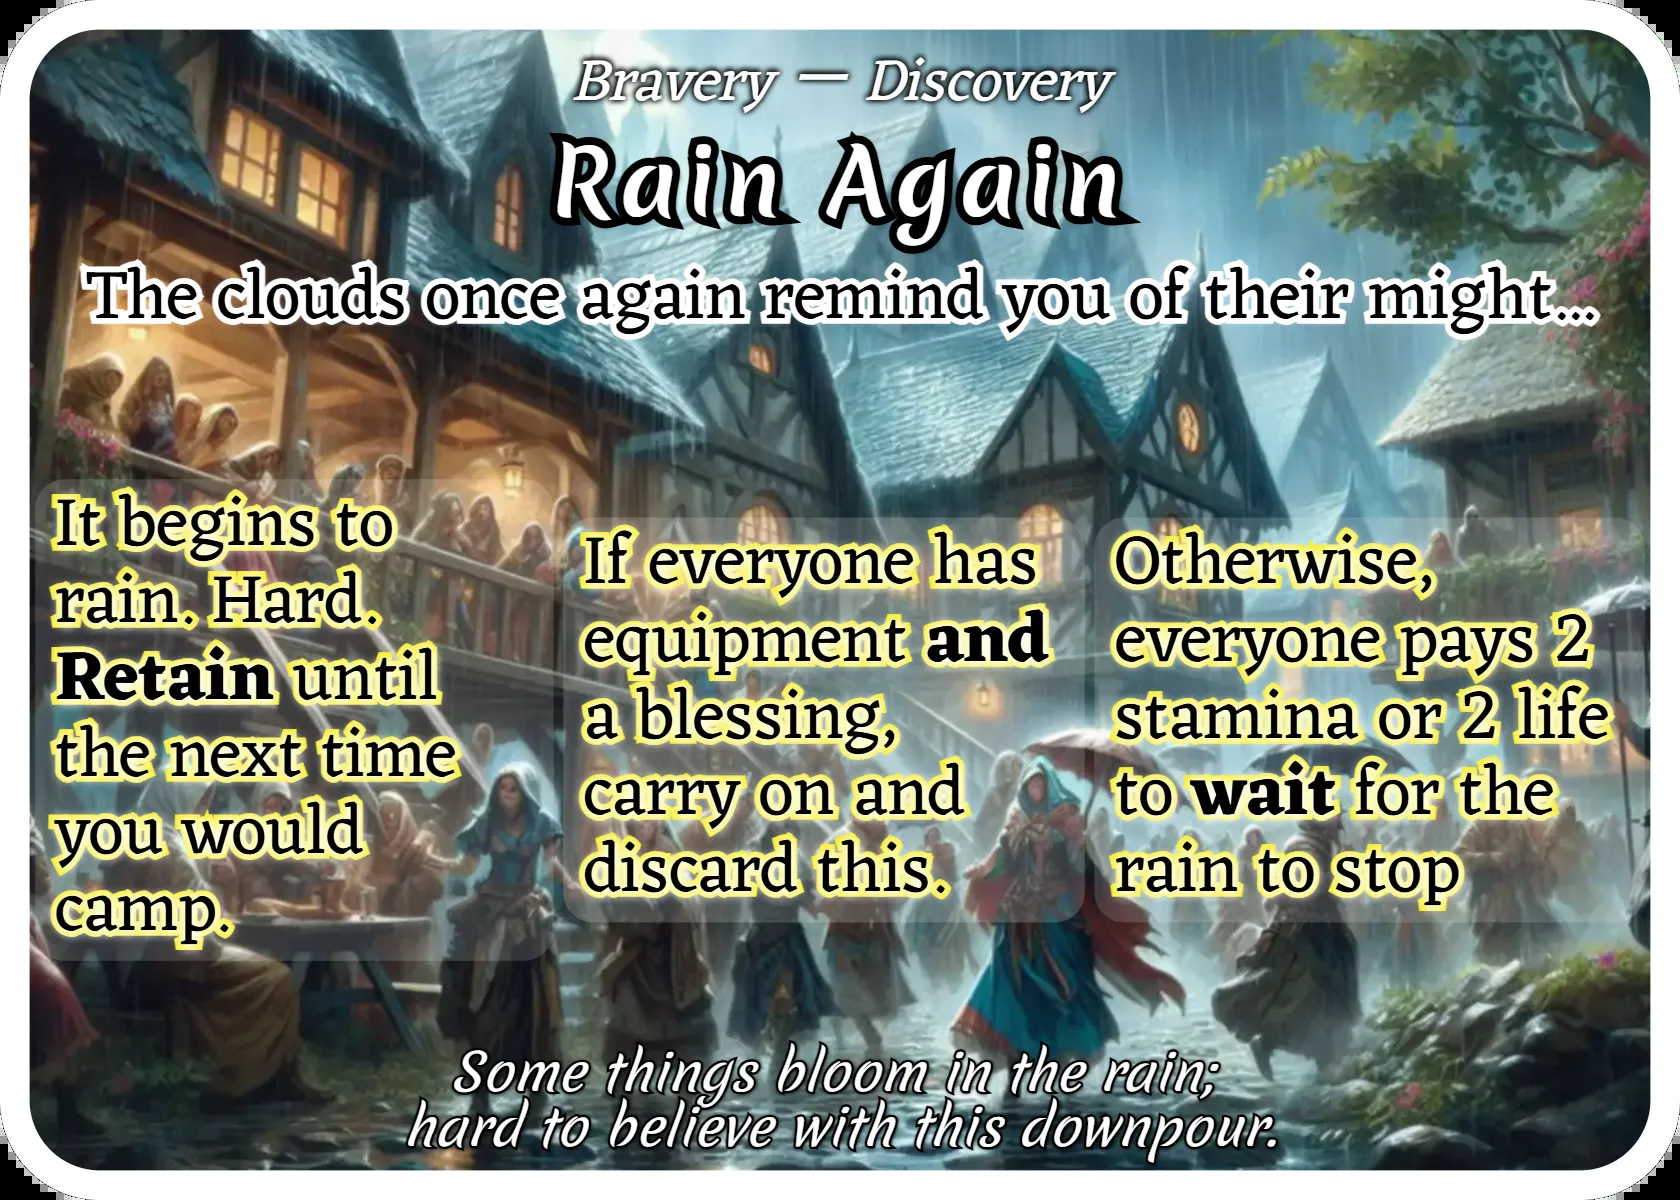 Bravery — Discovery
Rain Again
The clouds once again remind you of their might...
It begins to
rain. Hard.
Retain until
the next time
you would
camp.
If everyone has
equipment and
a blessing,
carry on and
discard this.
Otherwise,
everyone pays 2
stamina or 2 life
to wait for the
rain to stop
Some things bloom in the rain;
hard to believe with this downpour.